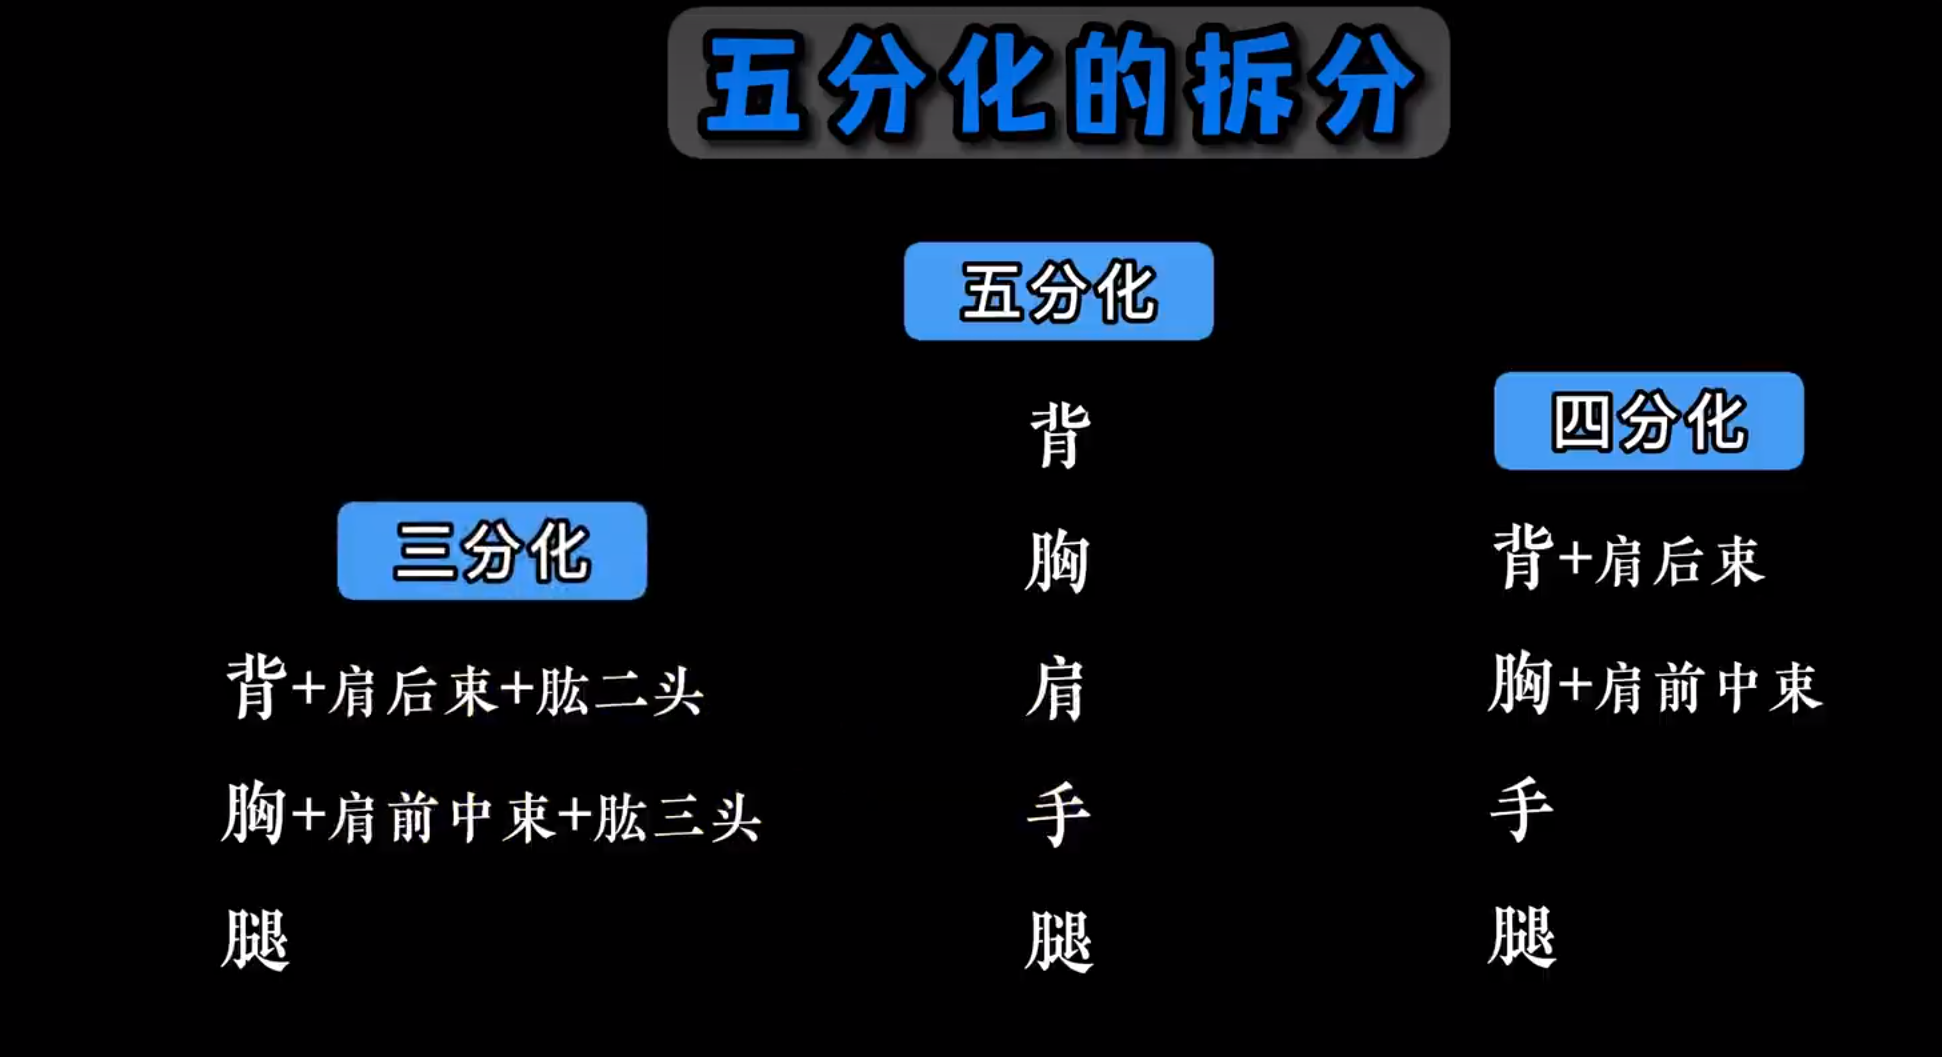 五分化的拆分
三分化
背+肩后束+肱二头
胸+肩前中束+肱三头
腿
五分化
背
胸
肩
手
腿
四分化
背+肩后束
胸+肩前中束
手
腿